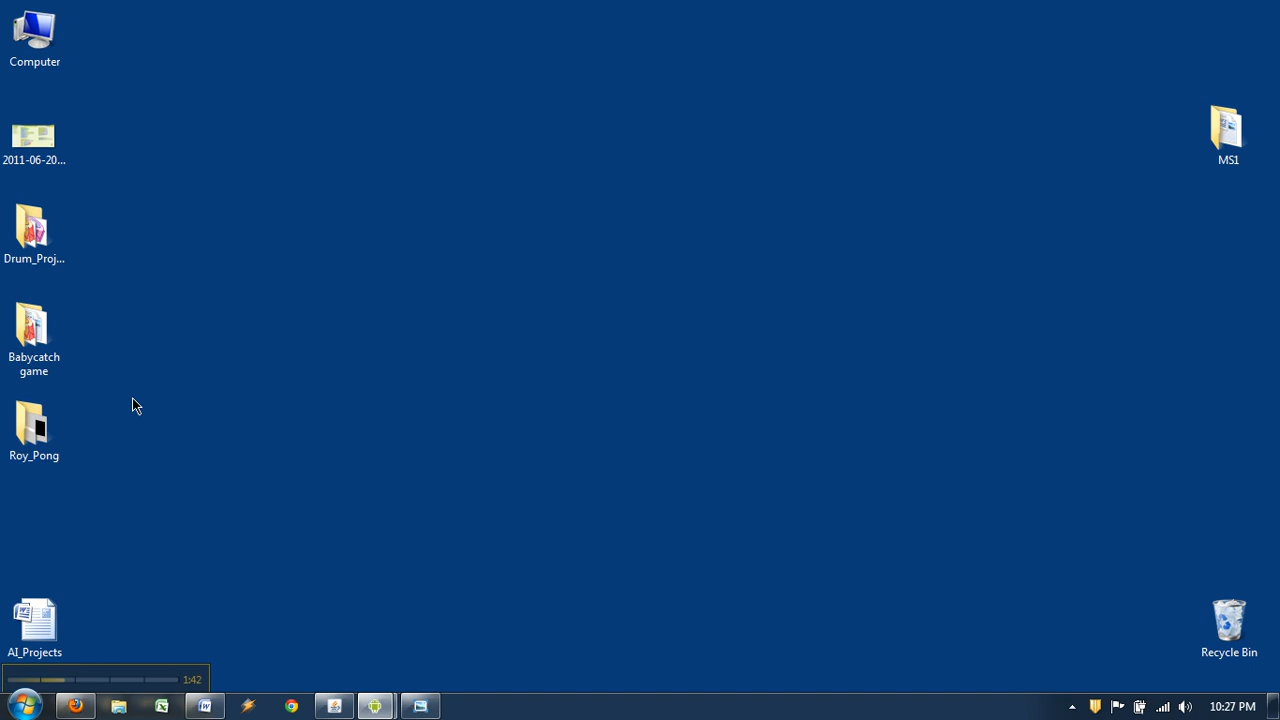 Computer
2011-06-20...
MS1
Drum_Proj...
Babycatch
game
Roy_Pong
AI_Projects
Recycle Bin
1:42
10:27 PM